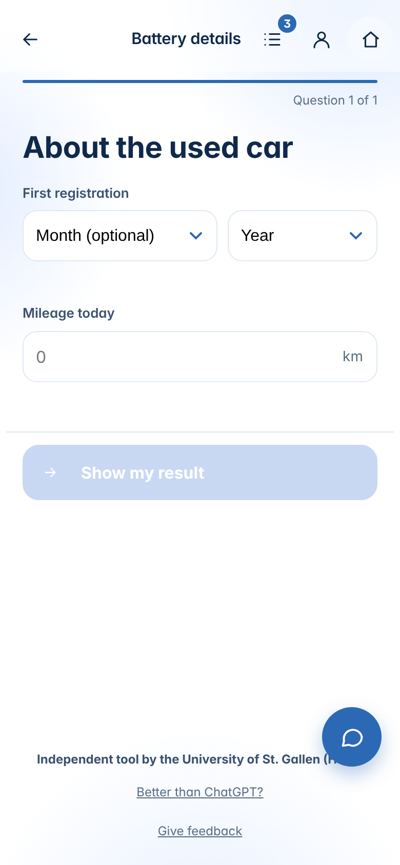 3
Battery details
Question 1 of 1
About the used car
First registration
Month (optional)
Year
Mileage today
0
km
Show my result
Independent tool by the University of St. Gallen
Better than ChatGPT?
Give feedback